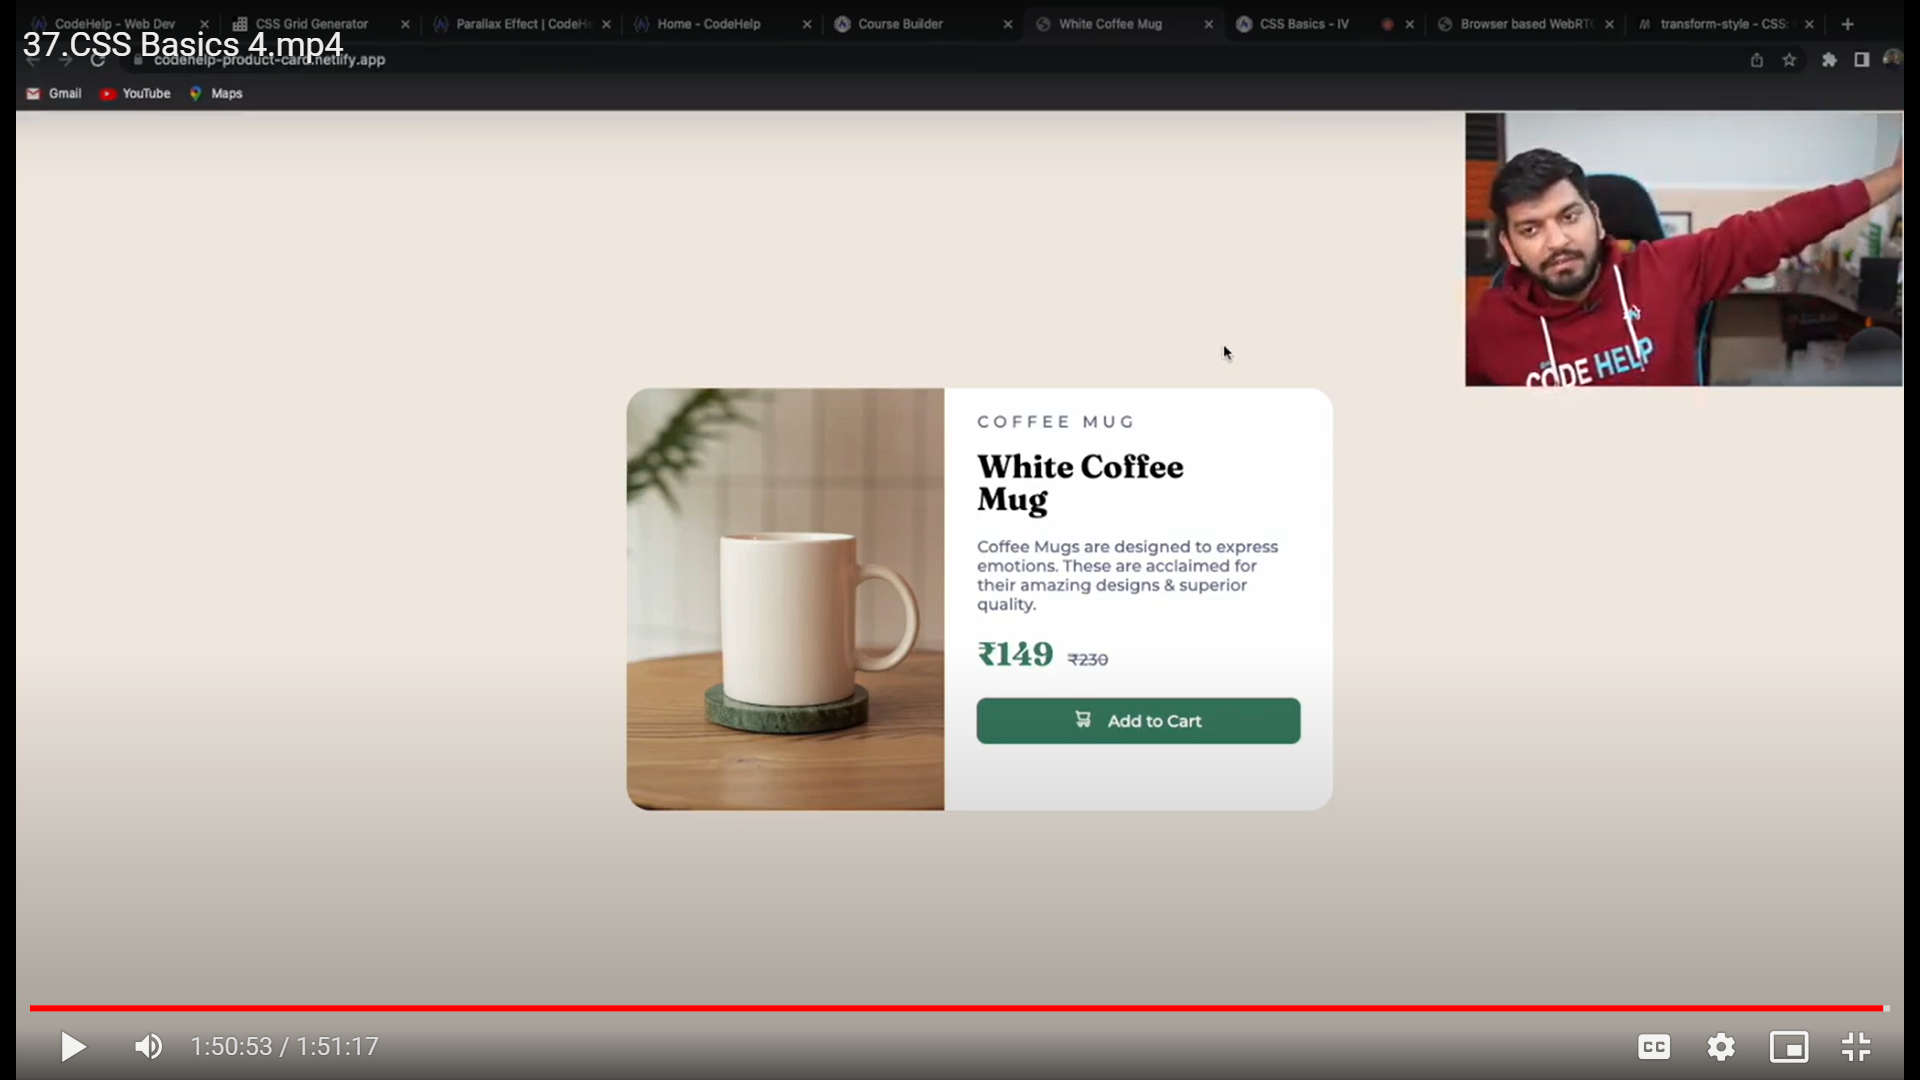 CodeHelp - Web Dev
CSS Grid Generator
Parallax Effect | CodeHe
Home - CodeHelp
Course Builder
White Coffee Mug
CSS Basics - IV
Browser based WebRTC
transform-style - CSS:
37.CSS Basics 4.mp4
codehelp-product-card.netlify.app
Gmail
YouTube
Maps
CODE HELP
COFFEE MUG
White Coffee
Mug
Coffee Mugs are designed to express
emotions. These are acclaimed for
their amazing designs & superior
quality.
₹149 ₹230
Add to Cart
1:50:53 / 1:51:17
CC